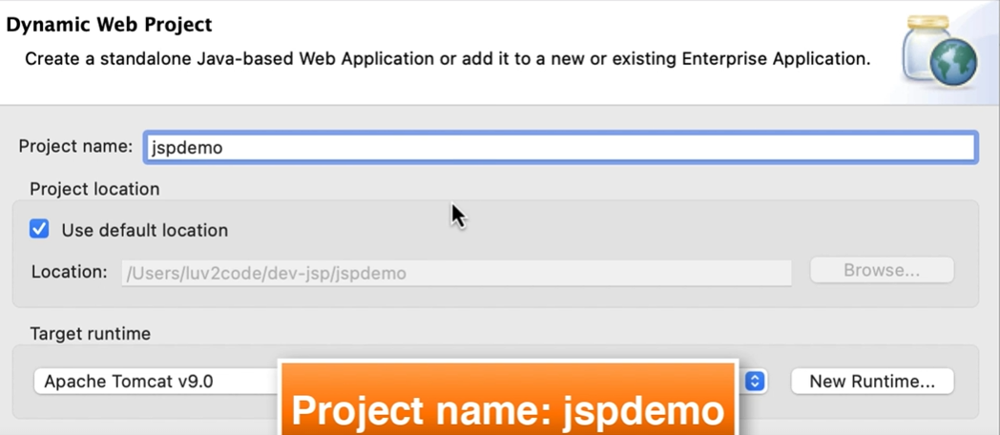 Dynamic Web Project
Create a standalone Java-based Web Application or add it to a new or existing Enterprise Application.
Project name: jspdemo
Project location
Use default location
Location: /Users/luv2code/dev-jsp/jspdemo Browse...
Target runtime
Apache Tomcat v9.0 New Runtime...
Project name: jspdemo